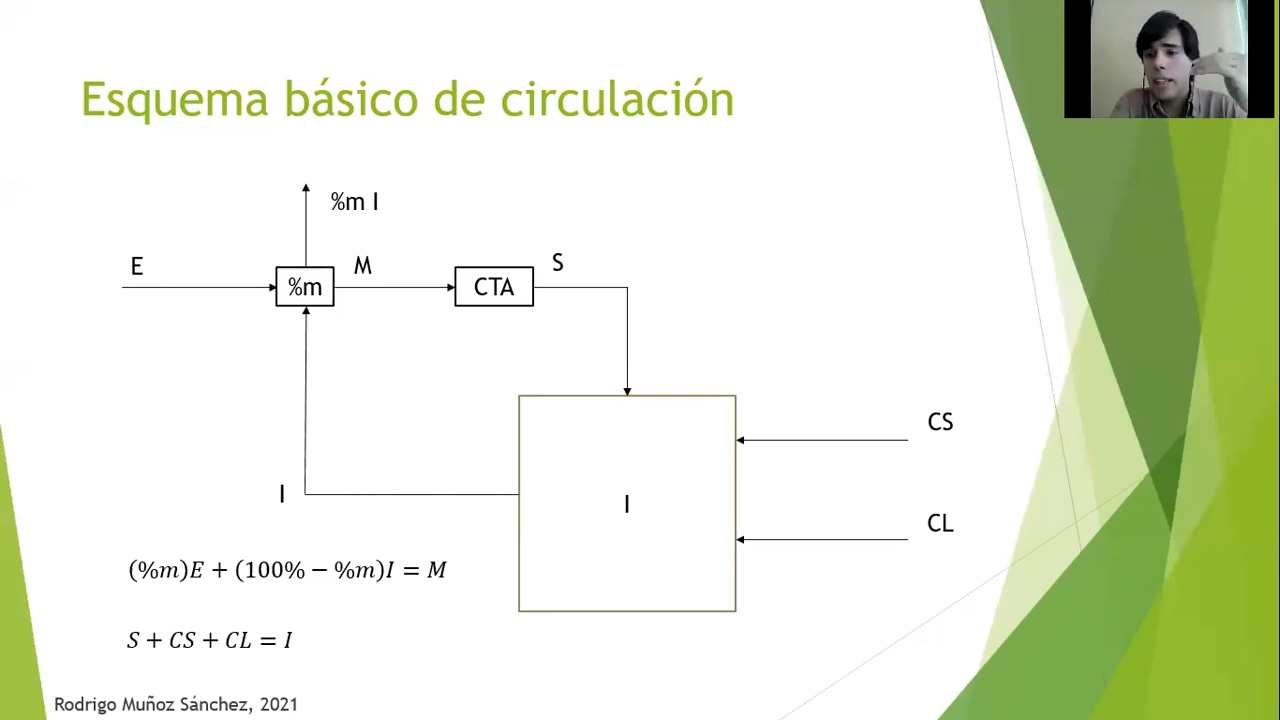 Esquema básico de circulación
%m I
E
M
S
%m
CTA
CS
I
I
CL
(%m)E + (100% − %m)I = M
S + CS + CL = I
Rodrigo Muñoz Sánchez, 2021